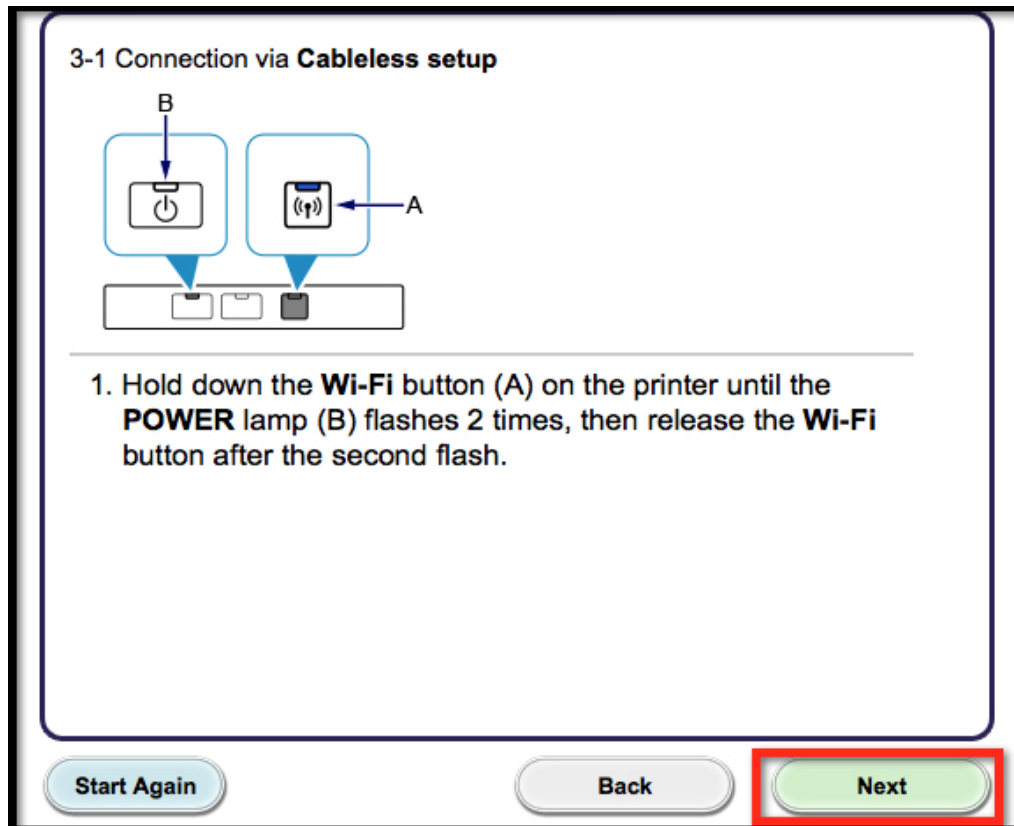 3-1 Connection via Cableless setup
B
A
1. Hold down the Wi-Fi button (A) on the printer until the
POWER lamp (B) flashes 2 times, then release the Wi-Fi
button after the second flash.
Start Again
Back
Next